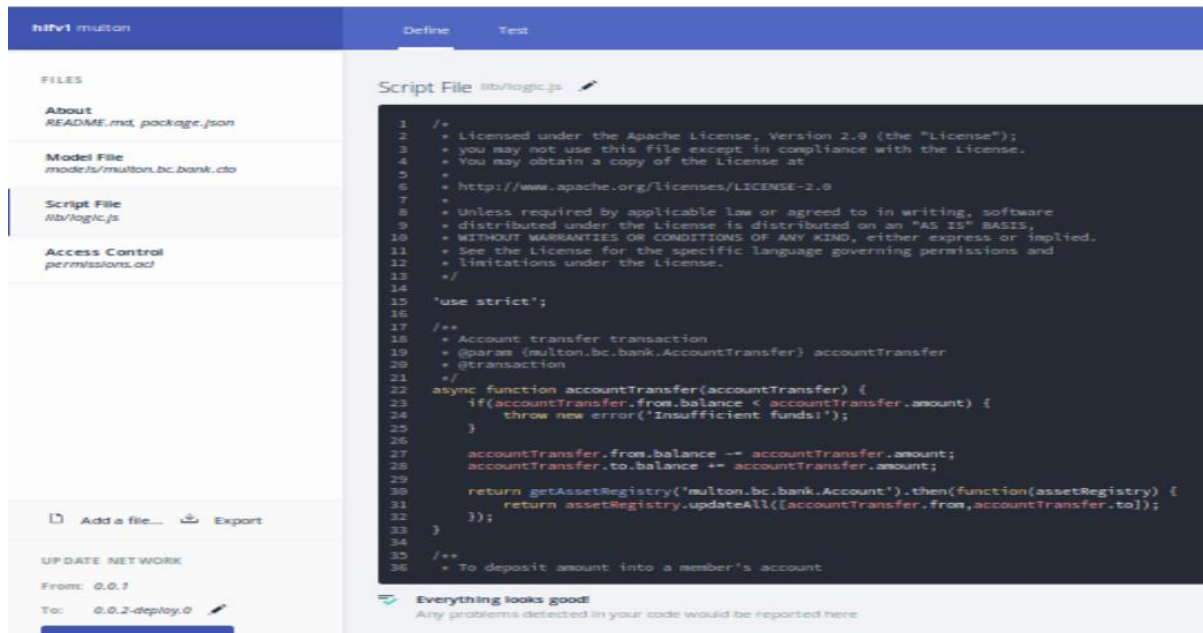 hlfv1 multon
Define Test
FILES
About
README.md, package.json
Model File
models/multon.bc.bank.cto
Script File
lib/logic.js
Access Control
permissions.acl
Add a file... Export
UPDATE NETWORK
From: 0.0.1
To: 0.0.2-deploy.0
Script File lib/logic.js
1 /*
2 * Licensed under the Apache License, Version 2.0 (the "License");
3 * you may not use this file except in compliance with the License.
4 * You may obtain a copy of the License at
5 *
6 * http://www.apache.org/licenses/LICENSE-2.0
7 *
8 * Unless required by applicable law or agreed to in writing, software
9 * distributed under the License is distributed on an "AS IS" BASIS,
10 * WITHOUT WARRANTIES OR CONDITIONS OF ANY KIND, either express or implied.
11 * See the License for the specific language governing permissions and
12 * limitations under the License.
13 */
14
15 'use strict';
16
17 /**
18 * Account transfer transaction
19 * @param {multon.bc.bank.AccountTransfer} accountTransfer
20 * @transaction
21 */
22 async function accountTransfer(accountTransfer) {
23 if(accountTransfer.from.balance < accountTransfer.amount) {
24 throw new error('Insufficient funds!');
25 }
26
27 accountTransfer.from.balance -= accountTransfer.amount;
28 accountTransfer.to.balance += accountTransfer.amount;
29
30 return getAssetRegistry('multon.bc.bank.Account').then(function(assetRegistry) {
31 return assetRegistry.updateAll([accountTransfer.from,accountTransfer.to]);
32 });
33 }
34
35 /**
36 * To deposit amount into a member's account
Everything looks good!
Any problems detected in your code would be reported here